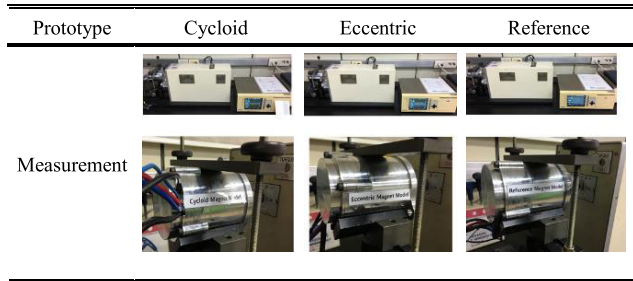 Prototype Cycloid Eccentric Reference
Measurement
Cycloid Magnet
Eccentric Magnet Model
Reference Magnet Model